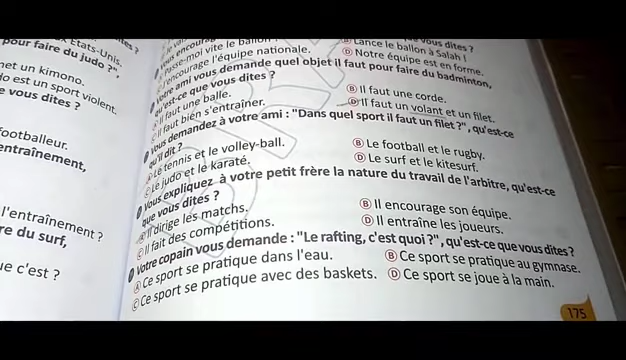 États-Unis.
pour faire du judo ?",
met un kimono.
do est un sport violent.
e vous dites ?
footballeur.
entraînement,
l'entraînement ?
re du surf,
ue c'est ?
vous dites ?
encourag
Passe-moi vite le ballon
Ⓑ Lance le ballon à Salah !
encourage l'équipe nationale.
Ⓓ Notre équipe est en forme.
ami vous demande quel objet il faut pour faire du badminton,
est-ce que vous dites ?
Il faut une balle.
Ⓑ Il faut une corde.
Il faut bien s'entraîner.
Ⓓ Il faut un volant et un filet.
Vous demandez à votre ami : "Dans quel sport il faut un filet ?", qu'est-ce
qu'il dit ?
Ⓐ Le tennis et le volley-ball.
Ⓑ Le football et le rugby.
Ⓒ Le judo et le karaté.
Ⓓ Le surf et le kitesurf.
Vous expliquez à votre petit frère la nature du travail de l'arbitre, qu'est-ce
que vous dites ?
Ⓐ Il dirige les matchs.
Ⓑ Il encourage son équipe.
Ⓒ Il fait des compétitions.
Ⓓ Il entraîne les joueurs.
Votre copain vous demande : "Le rafting, c'est quoi ?", qu'est-ce que vous dites ?
Ⓐ Ce sport se pratique dans l'eau.
Ⓑ Ce sport se pratique au gymnase.
Ⓒ Ce sport se pratique avec des baskets.
Ⓓ Ce sport se joue à la main.
175